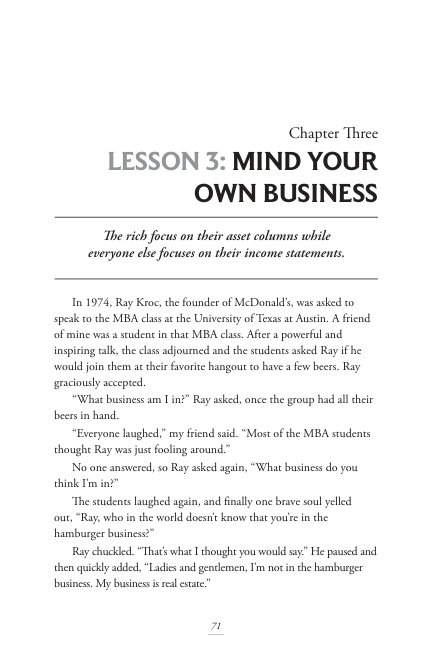 Chapter Three
LESSON 3: MIND YOUR
OWN BUSINESS
The rich focus on their asset columns while
everyone else focuses on their income statements.
In 1974, Ray Kroc, the founder of McDonald’s, was asked to
speak to the MBA class at the University of Texas at Austin. A friend
of mine was a student in that MBA class. After a powerful and
inspiring talk, the class adjourned and the students asked Ray if he
would join them at their favorite hangout to have a few beers. Ray
graciously accepted.
“What business am I in?” Ray asked, once the group had all their
beers in hand.
“Everyone laughed,” my friend said. “Most of the MBA students
thought Ray was just fooling around.”
No one answered, so Ray asked again, “What business do you
think I’m in?”
The students laughed again, and finally one brave soul yelled
out, “Ray, who in the world doesn’t know that you’re in the
hamburger business?”
Ray chuckled. “That’s what I thought you would say.” He paused and
then quickly added, “Ladies and gentlemen, I’m not in the hamburger
business. My business is real estate.”
71